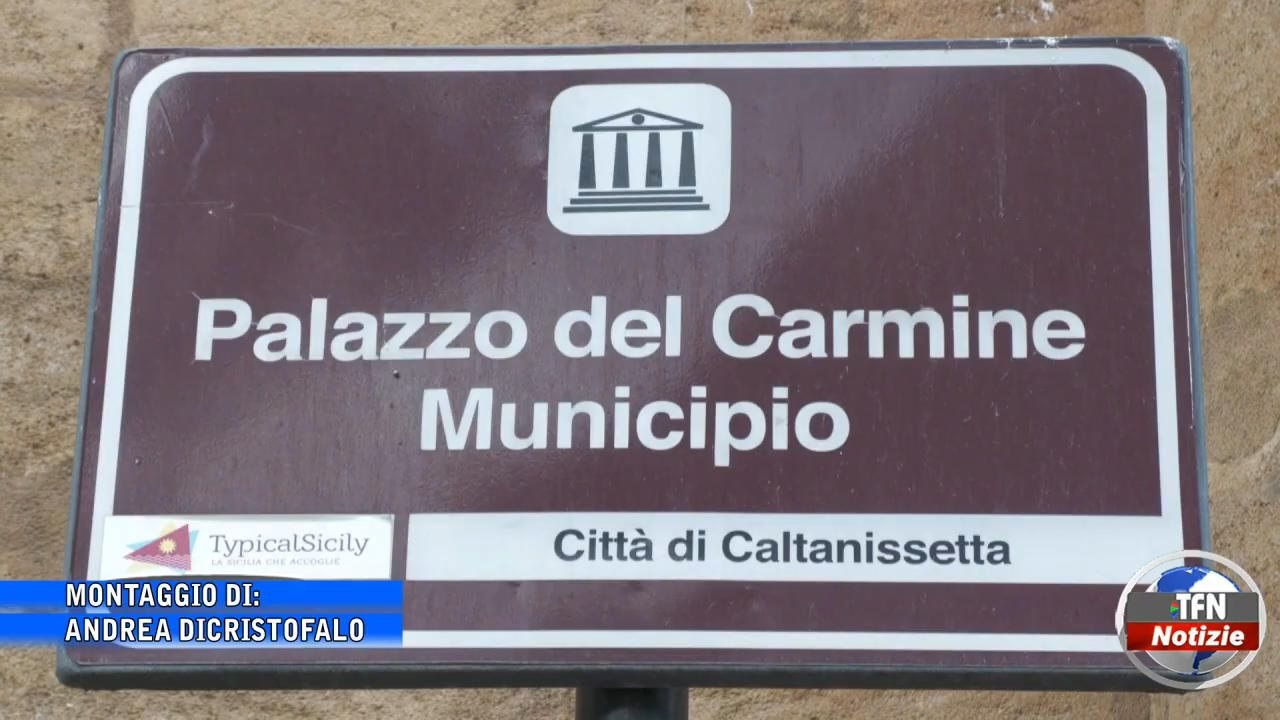 Palazzo del Carmine
Municipio
TypicalSicily
LA SICILIA CHE ACCOGLIE
Città di Caltanissetta
MONTAGGIO DI:
ANDREA DICRISTOFALO
TFN
Notizie